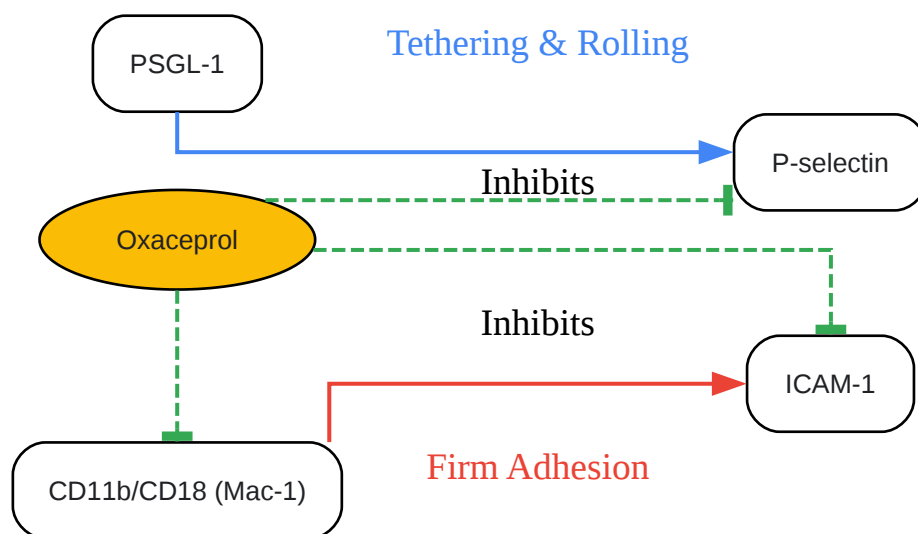 Tethering & Rolling
PSGL-1
P-selectin
Inhibits
Oxaceprol
Inhibits
ICAM-1
Firm Adhesion
CD11b/CD18 (Mac-1)